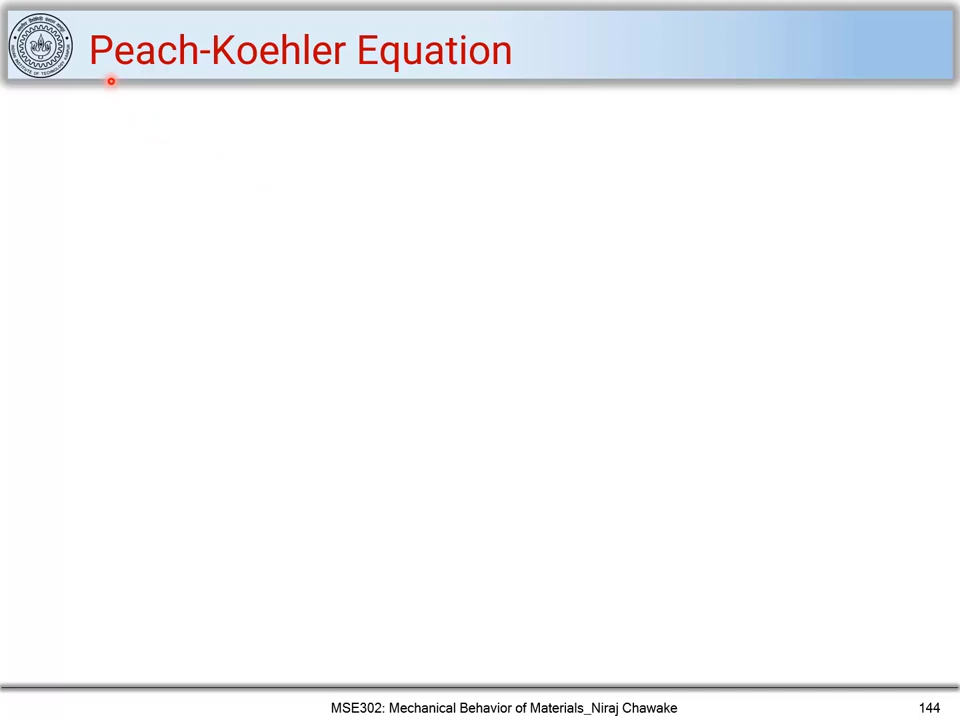 Peach-Koehler Equation
MSE302: Mechanical Behavior of Materials_Niraj Chawake
144